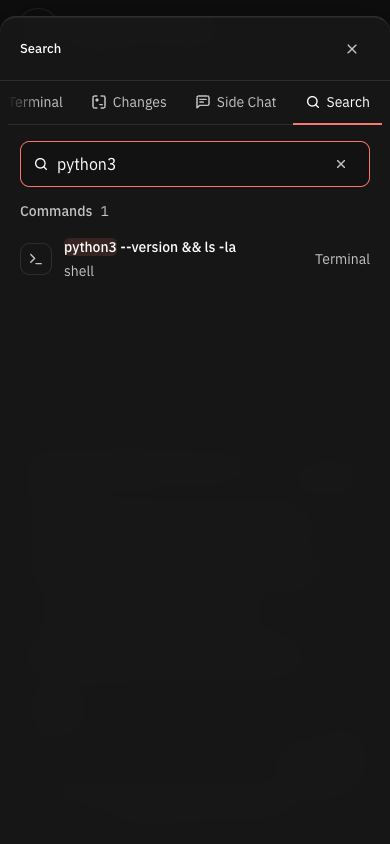 Search
Terminal
Changes
Side Chat
Search
python3
Commands 1
python3 --version && ls -la
shell
Terminal